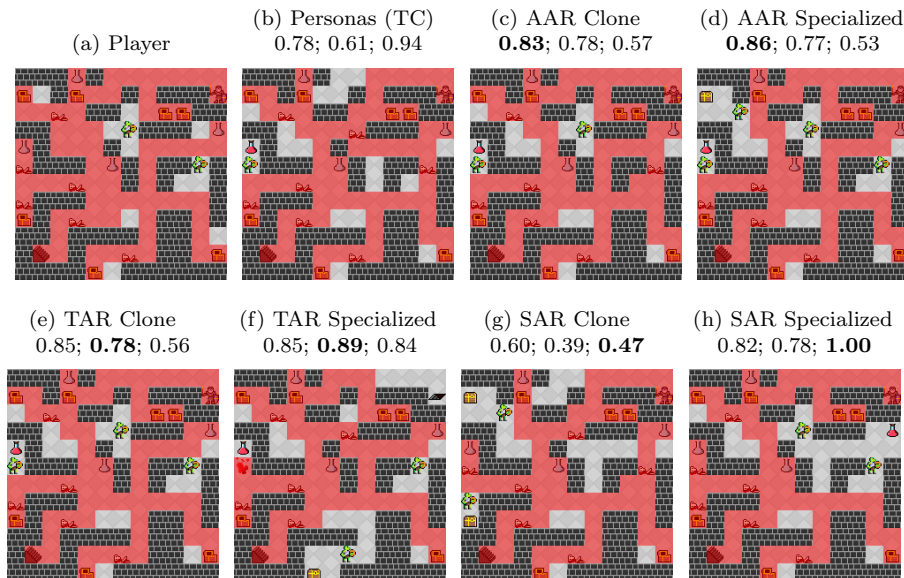 (a) Player
(b) Personas (TC)
0.78; 0.61; 0.94
(c) AAR Clone
0.83; 0.78; 0.57
(d) AAR Specialized
0.86; 0.77; 0.53
(e) TAR Clone
0.85; 0.78; 0.56
(f) TAR Specialized
0.85; 0.89; 0.84
(g) SAR Clone
0.60; 0.39; 0.47
(h) SAR Specialized
0.82; 0.78; 1.00